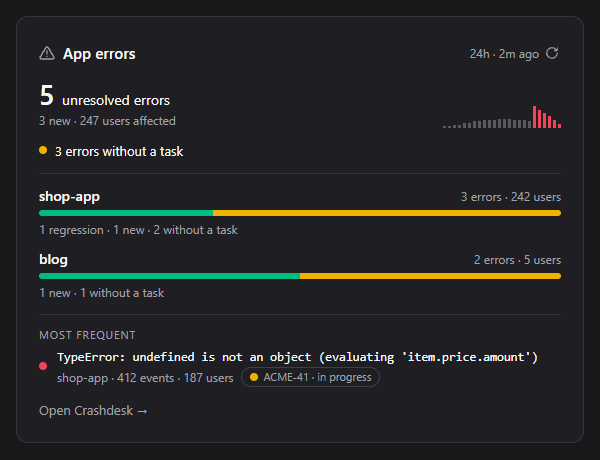 App errors
24h · 2m ago
5 unresolved errors
3 new · 247 users affected
3 errors without a task
shop-app
3 errors · 242 users
1 regression · 1 new · 2 without a task
blog
2 errors · 5 users
1 new · 1 without a task
MOST FREQUENT
TypeError: undefined is not an object (evaluating 'item.price.amount')
shop-app · 412 events · 187 users
ACME-41 · in progress
Open Crashdesk →